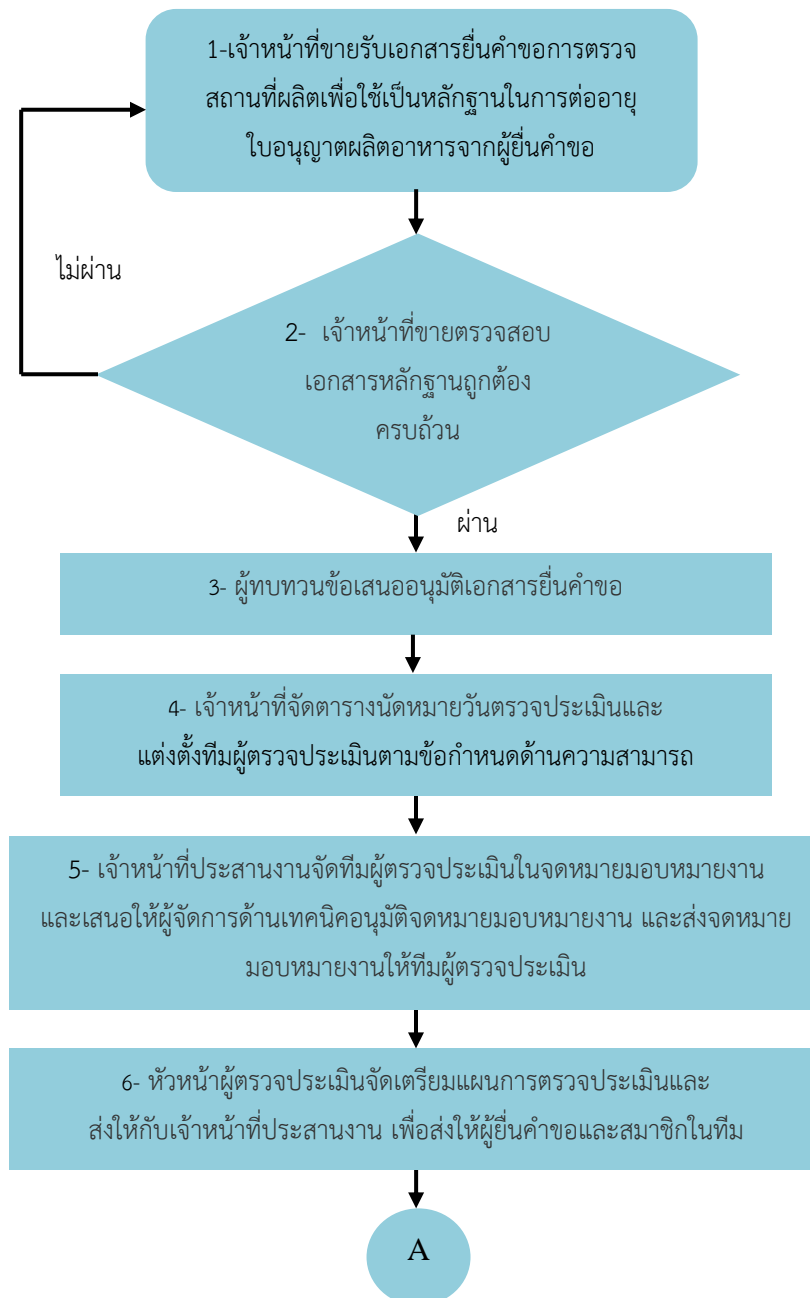 1-เจ้าหน้าที่ขายรับเอกสารยื่นคำขอการตรวจ
สถานที่ผลิตเพื่อใช้เป็นหลักฐานในการต่ออายุ
ใบอนุญาตผลิตอาหารจากผู้ยื่นคำขอ
ไม่ผ่าน
2- เจ้าหน้าที่ขายตรวจสอบ
เอกสารหลักฐานถูกต้อง
ครบถ้วน
ผ่าน
3- ผู้ทบทวนข้อเสนออนุมัติเอกสารยื่นคำขอ
4- เจ้าหน้าที่จัดตารางนัดหมายวันตรวจประเมินและ
แต่งตั้งทีมผู้ตรวจประเมินตามข้อกำหนดด้านความสามารถ
5- เจ้าหน้าที่ประสานงานจัดทีมผู้ตรวจประเมินในจดหมายมอบหมายงาน
และเสนอให้ผู้จัดการด้านเทคนิคอนุมัติจดหมายมอบหมายงาน และส่งจดหมาย
มอบหมายงานให้ทีมผู้ตรวจประเมิน
6- หัวหน้าผู้ตรวจประเมินจัดเตรียมแผนการตรวจประเมินและ
ส่งให้กับเจ้าหน้าที่ประสานงาน เพื่อส่งให้ผู้ยื่นคำขอและสมาชิกในทีม
A